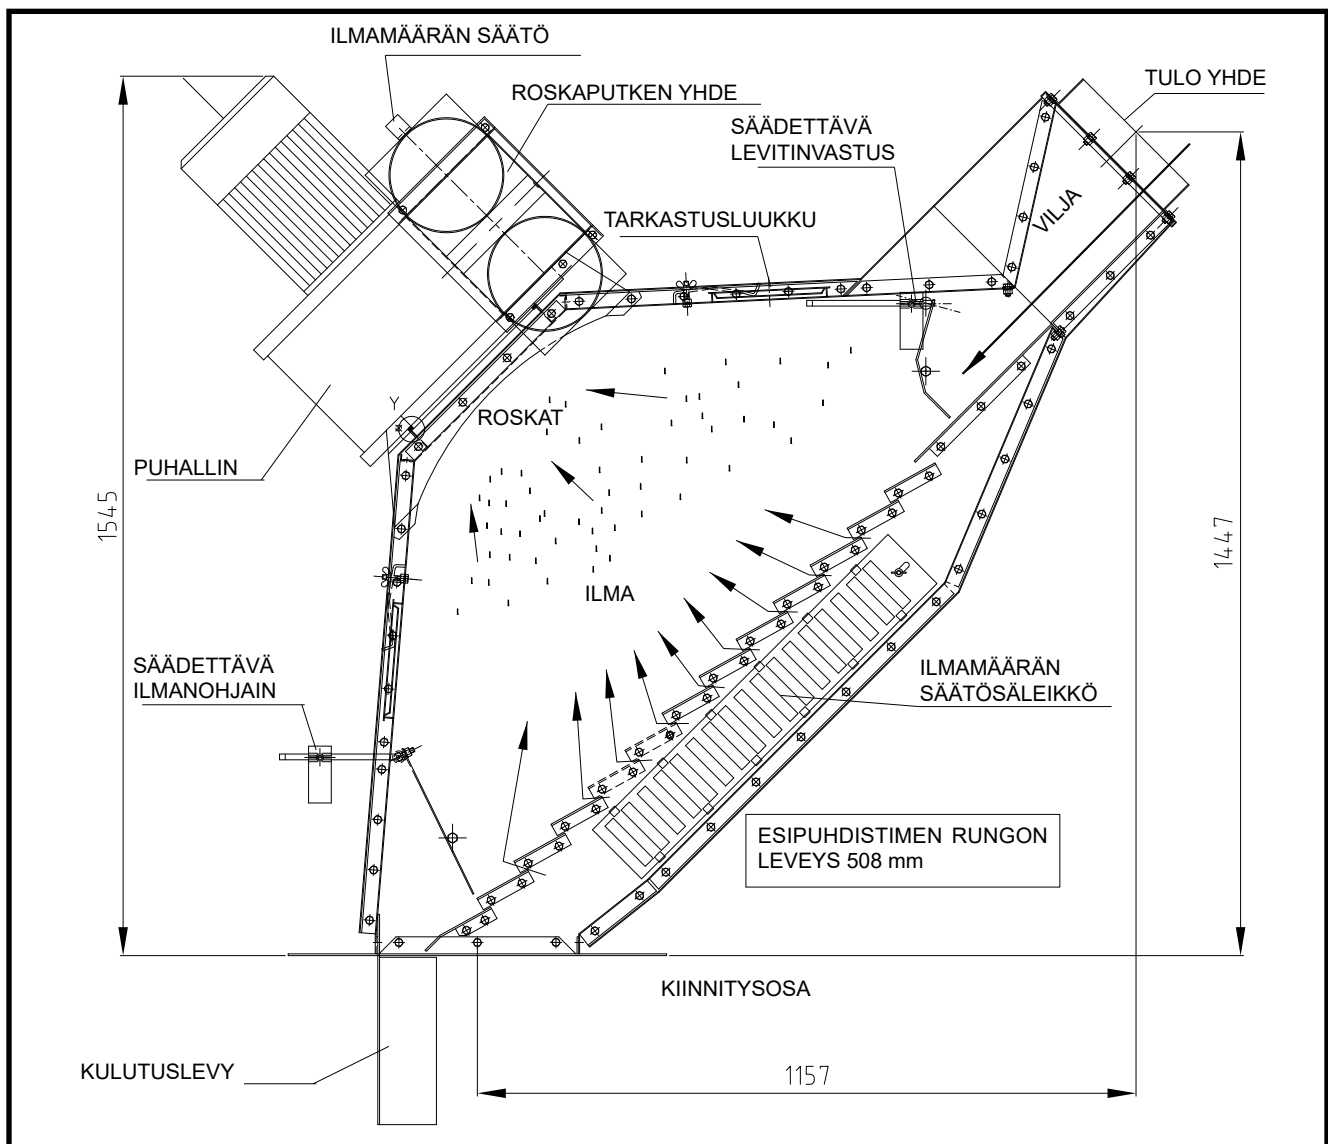 ILMAMÄÄRÄN SÄÄTÖ
ROSKAPUTKEN YHDE
TULO YHDE
SÄÄDETTÄVÄ
LEVITINVASTUS
VILJA
TARKASTUSLUUKKU
Y
ROSKAT
PUHALLIN
1545
1447
ILMA
SÄÄDETTÄVÄ
ILMANOHJAIN
ILMAMÄÄRÄN
SÄÄTÖSÄLEIKKÖ
ESIPUHDISTIMEN RUNGON
LEVEYS 508 mm
KIINNITYSOSA
KULUTUSLEVY
1157